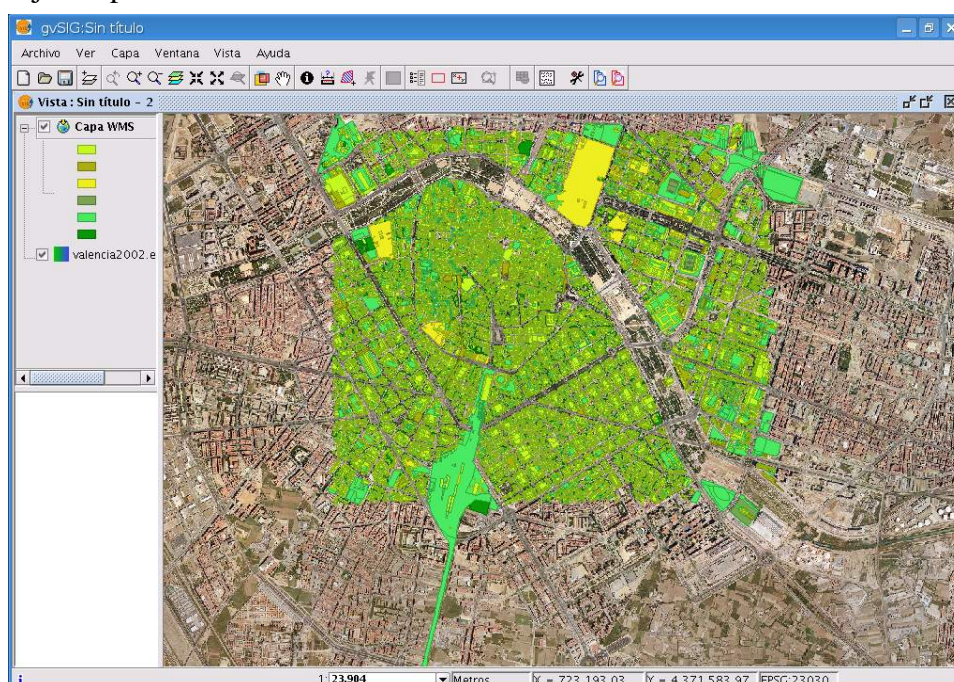 gvSIG:Sin título
Archivo Ver Capa Ventana Vista Ayuda
Vista : Sin título - 2
Capa WMS
valencia2002.e
1: 23.904 Metros X = 723.193,03 Y = 4.371.583,97 EPSG:23030